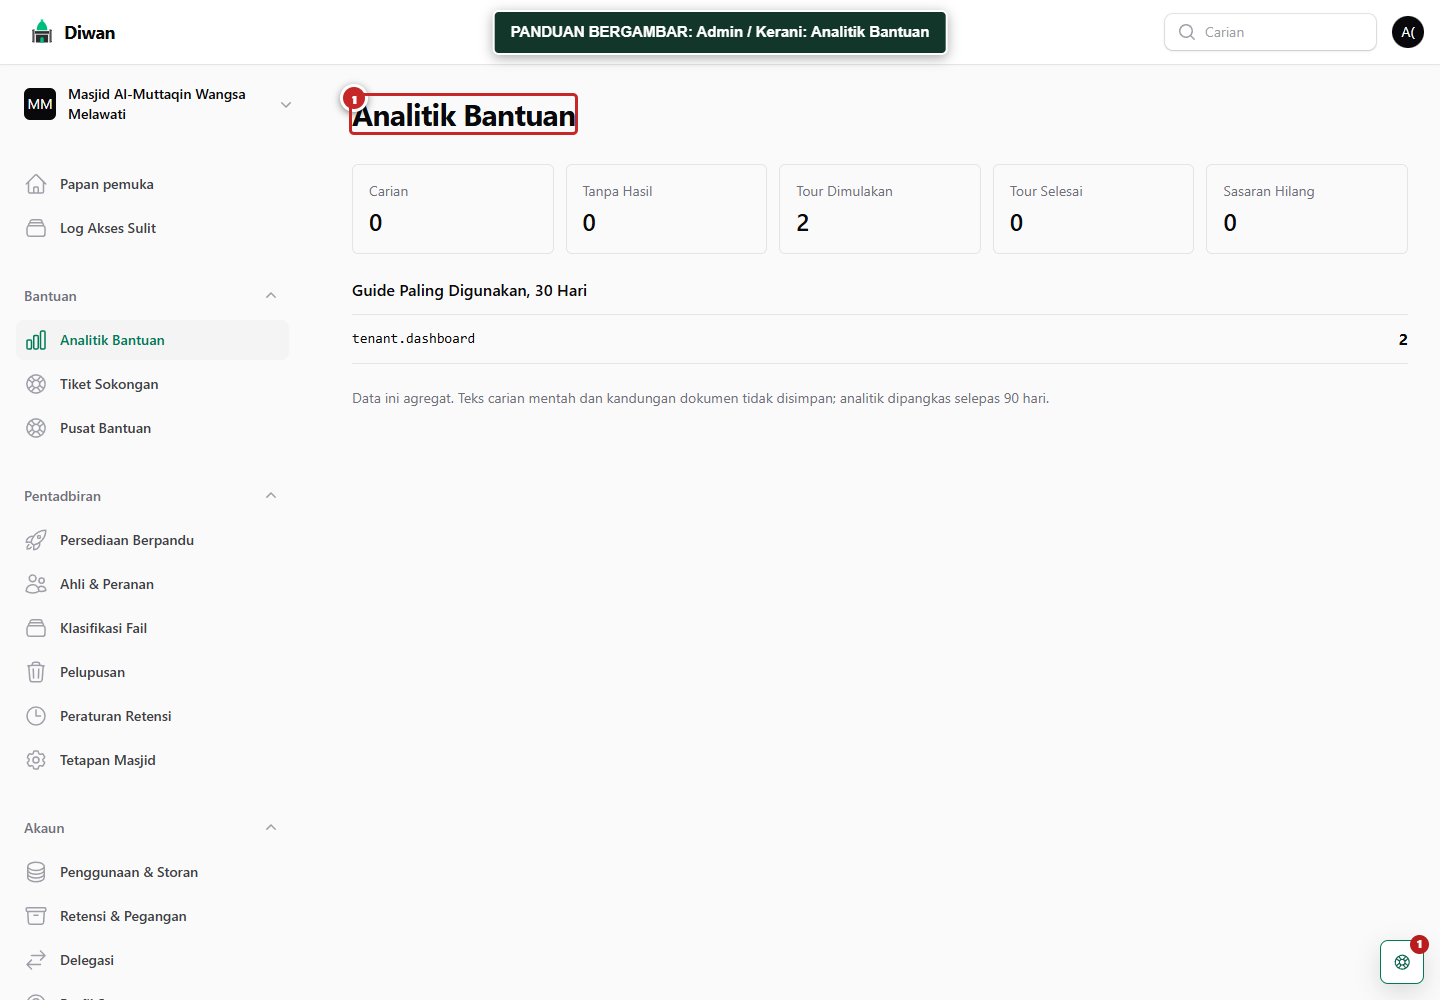 Diwan
PANDUAN BERGAMBAR: Admin / Kerani: Analitik Bantuan
Carian
A(
MM
Masjid Al-Muttaqin Wangsa
Melawati
Papan pemuka
Log Akses Sulit
Bantuan
Analitik Bantuan
Tiket Sokongan
Pusat Bantuan
Pentadbiran
Persediaan Berpandu
Ahli & Peranan
Klasifikasi Fail
Pelupusan
Peraturan Retensi
Tetapan Masjid
Akaun
Penggunaan & Storan
Retensi & Pegangan
Delegasi
1
Analitik Bantuan
Carian
0
Tanpa Hasil
0
Tour Dimulakan
2
Tour Selesai
0
Sasaran Hilang
0
Guide Paling Digunakan, 30 Hari
tenant.dashboard 2
Data ini agregat. Teks carian mentah dan kandungan dokumen tidak disimpan; analitik dipangkas selepas 90 hari.
1